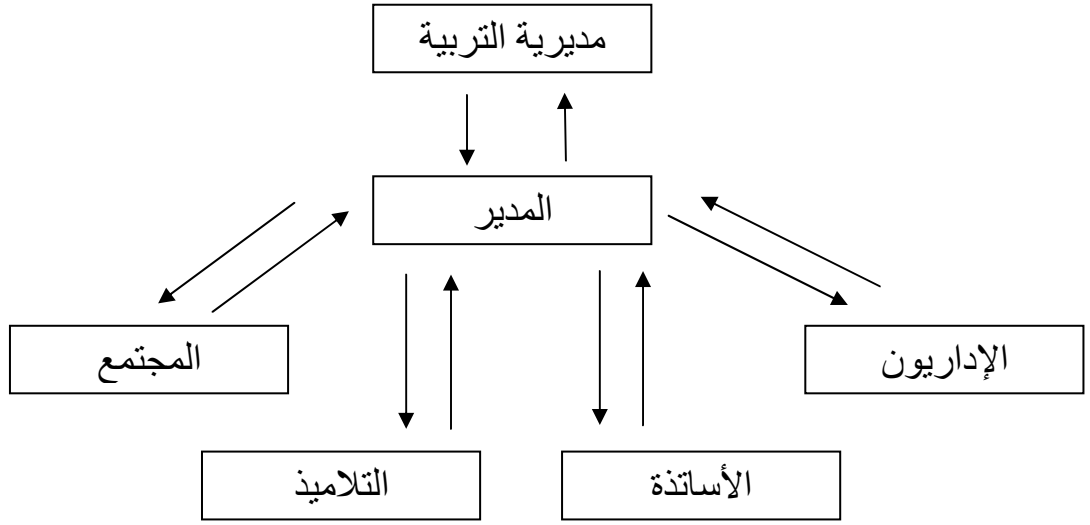 مديرية التربية
المدير
الإداريون
المجتمع
الأساتذة
التلاميذ